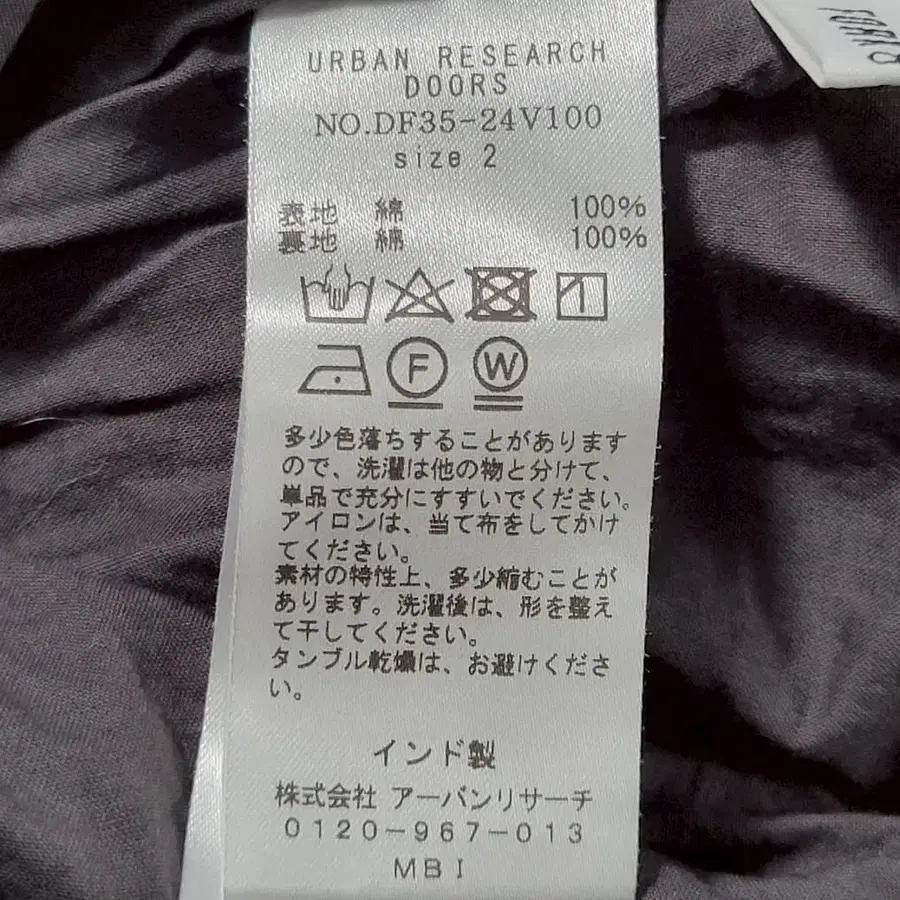 URBAN RESEARCH
DOORS
NO.DF35-24V100
size 2
表地 綿 100%
裏地 綿 100%
F W
多少色落ちすることがあります
ので、洗濯は他の物と分けて、
単品で充分にすすいでください。
アイロンは、当て布をしてかけ
てください。
素材の特性上、多少縮むことが
あります。洗濯後は、形を整え
て干してください。
タンブル乾燥は、お避けくださ
い。
インド製
株式会社 アーバンリサーチ
0120-967-013
MBI